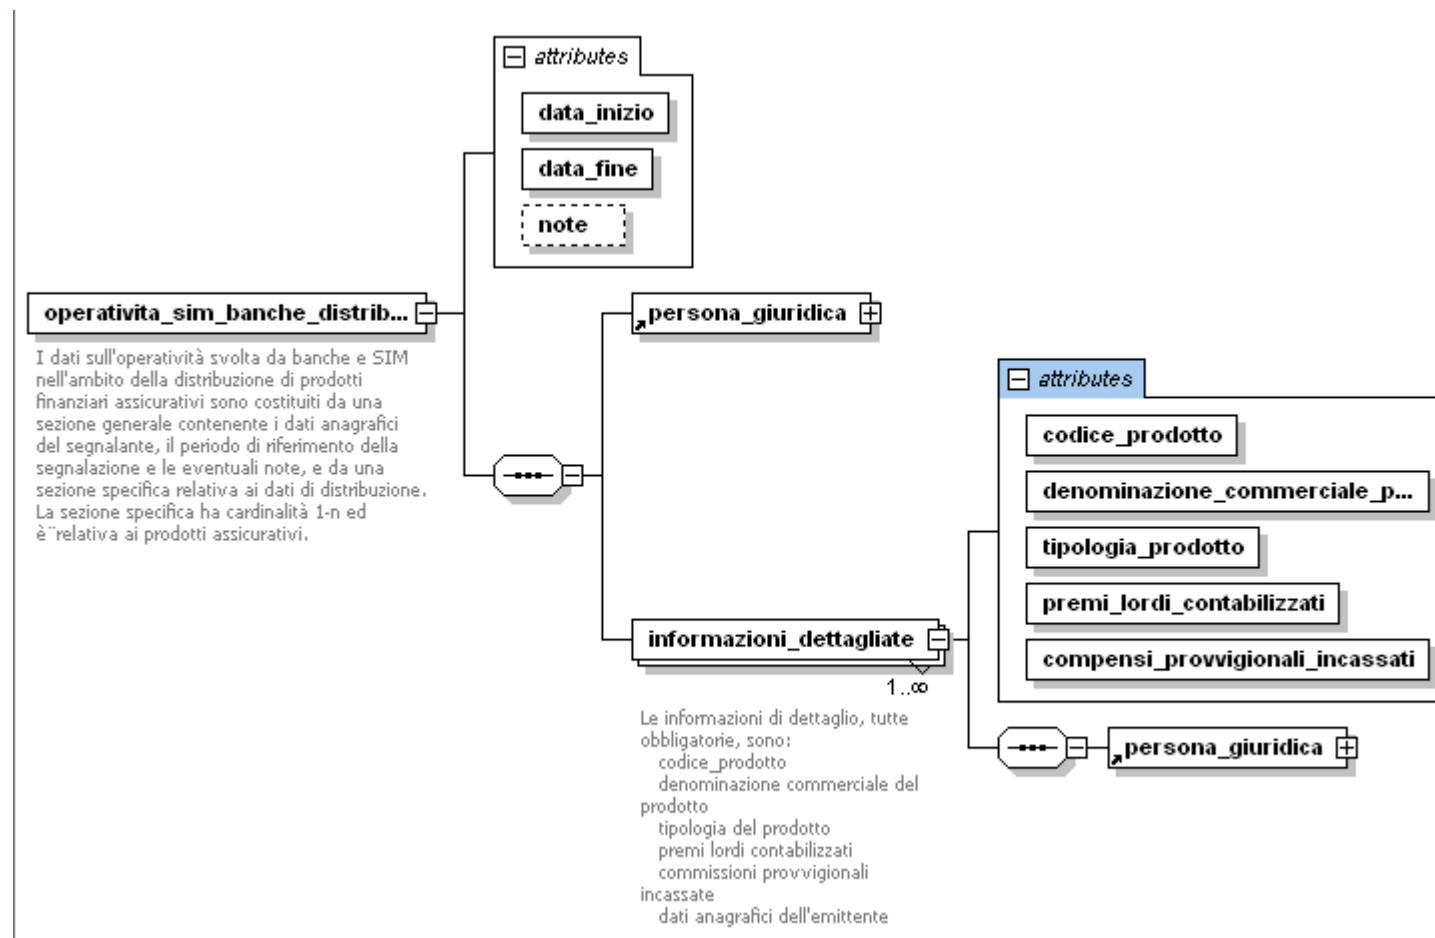 attributes
data_inizio
data_fine
note
operativita_sim_banche_distrib...
I dati sull'operatività svolta da banche e SIM
nell'ambito della distribuzione di prodotti
finanziari assicurativi sono costituiti da una
sezione generale contenente i dati anagrafici
del segnalante, il periodo di riferimento della
segnalazione e le eventuali note, e da una
sezione specifica relativa ai dati di distribuzione.
La sezione specifica ha cardinalità 1-n ed
è¨relativa ai prodotti assicurativi.
persona_giuridica
informazioni_dettagliate
1..∞
Le informazioni di dettaglio, tutte
obbligatorie, sono:
codice_prodotto
denominazione commerciale del
prodotto
tipologia del prodotto
premi lordi contabilizzati
commissioni provvigionali
incassate
dati anagrafici dell'emittente
attributes
codice_prodotto
denominazione_commerciale_p...
tipologia_prodotto
premi_lordi_contabilizzati
compensi_provvigionali_incassati
persona_giuridica